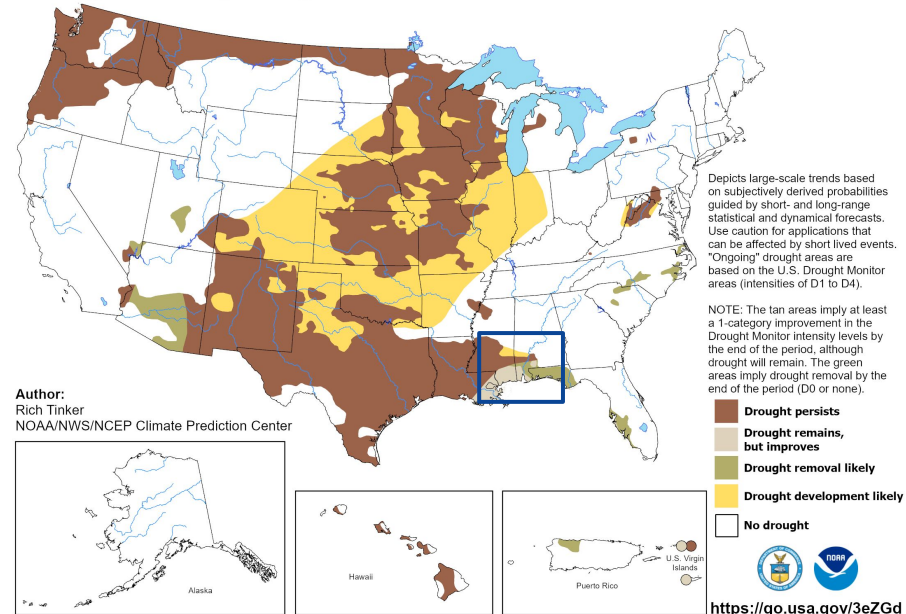 Depicts large-scale trends based
on subjectively derived probabilities
guided by short- and long-range
statistical and dynamical forecasts.
Use caution for applications that
can be affected by short lived events.
"Ongoing" drought areas are
based on the U.S. Drought Monitor
areas (intensities of D1 to D4).
NOTE: The tan areas imply at least
a 1-category improvement in the
Drought Monitor intensity levels by
the end of the period, although
drought will remain. The green
areas imply drought removal by the
end of the period (D0 or none).
Author:
Rich Tinker
NOAA/NWS/NCEP Climate Prediction Center
Drought persists
Drought remains,
but improves
Drought removal likely
Drought development likely
No drought
Alaska
Hawaii
Puerto Rico
U.S. Virgin
Islands
NOAA
https://go.usa.gov/3eZGd